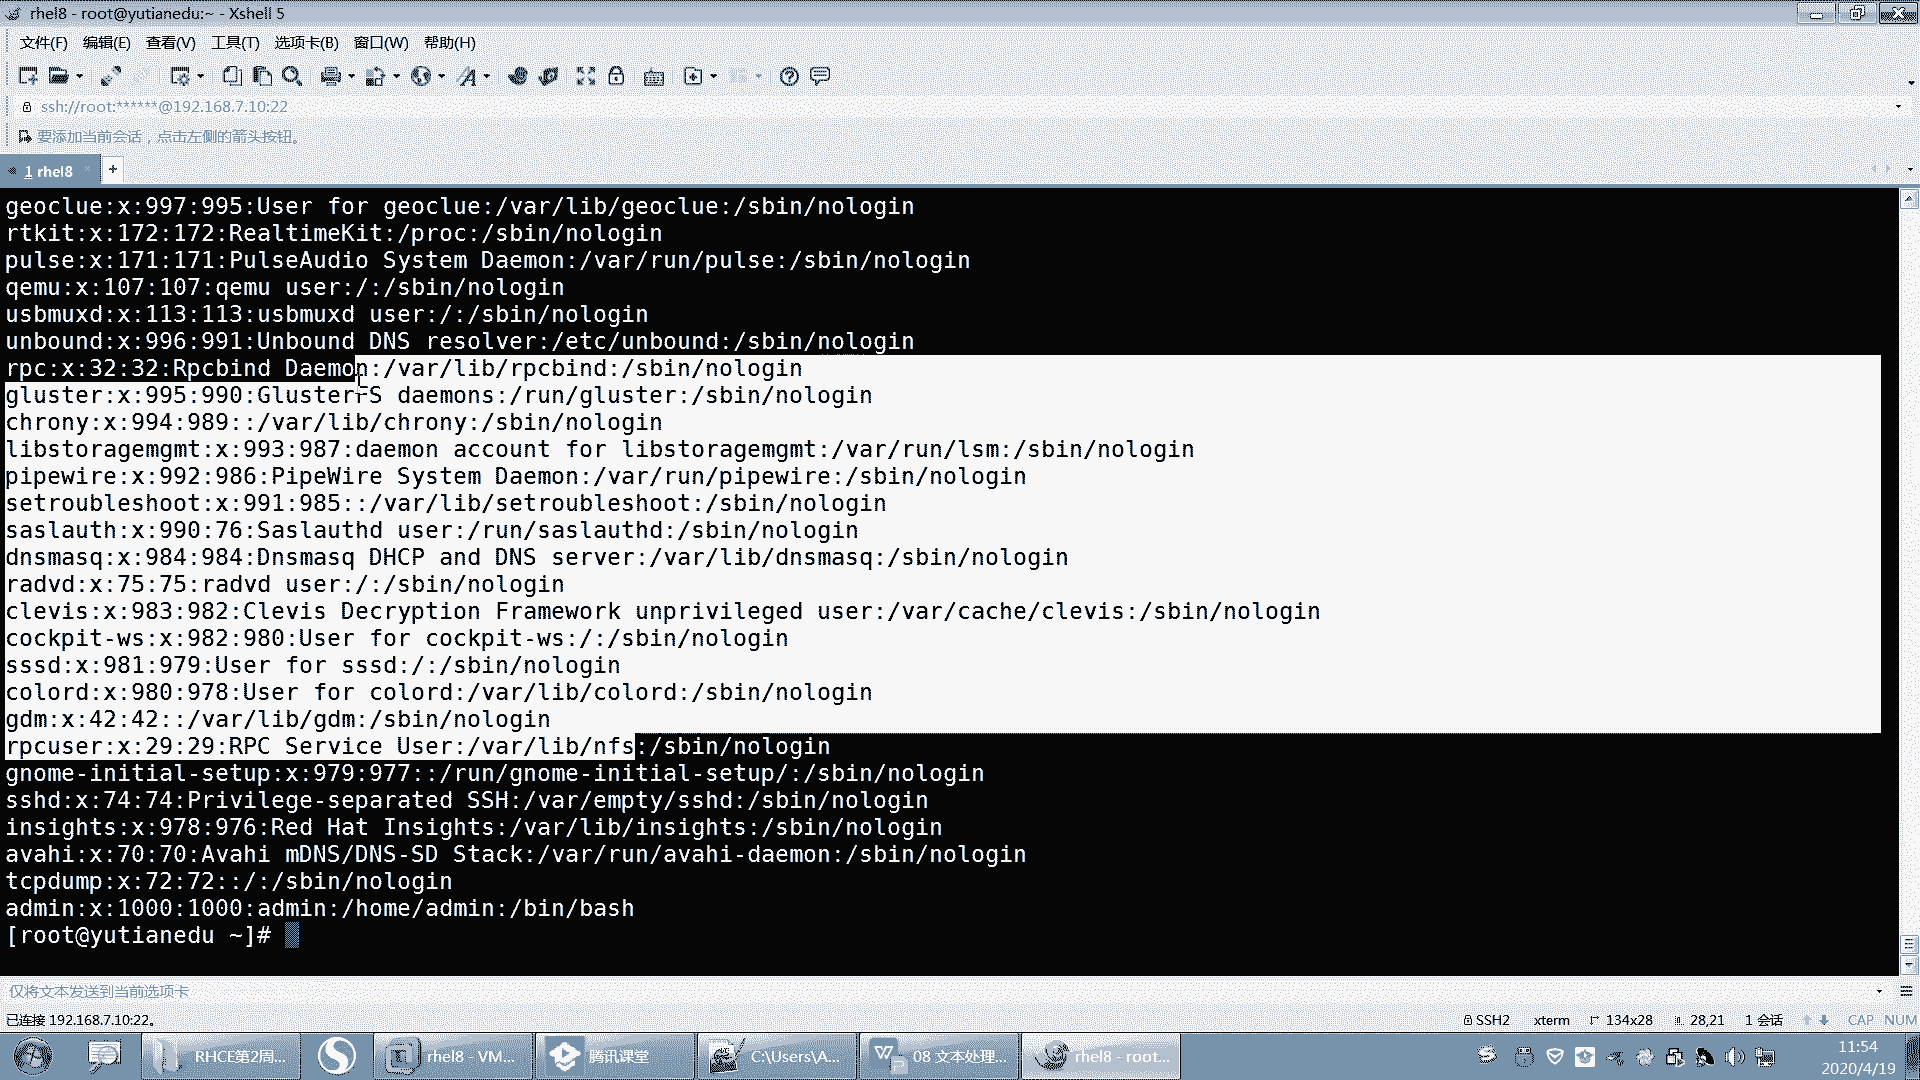 rhel8 - root@yutianedu:~ - Xshell 5
文件(F) 编辑(E) 查看(V) 工具(T) 选项卡(B) 窗口(W) 帮助(H)
ssh://root:******@192.168.7.10:22
要添加当前会话，点击左侧的箭头按钮。
1 rhel8
geoclue:x:997:995:User for geoclue:/var/lib/geoclue:/sbin/nologin
rtkit:x:172:172:RealtimeKit:/proc:/sbin/nologin
pulse:x:171:171:PulseAudio System Daemon:/var/run/pulse:/sbin/nologin
qemu:x:107:107:qemu user:/:/sbin/nologin
usbmuxd:x:113:113:usbmuxd user:/:/sbin/nologin
unbound:x:996:991:Unbound DNS resolver:/etc/unbound:/sbin/nologin
rpc:x:32:32:Rpcbind Daemon:/var/lib/rpcbind:/sbin/nologin
gluster:x:995:990:GlusterFS daemons:/run/gluster:/sbin/nologin
chrony:x:994:989::/var/lib/chrony:/sbin/nologin
libstoragemgmt:x:993:987:daemon account for libstoragemgmt:/var/run/lsm:/sbin/nologin
pipewire:x:992:986:PipeWire System Daemon:/var/run/pipewire:/sbin/nologin
setroubleshoot:x:991:985::/var/lib/setroubleshoot:/sbin/nologin
saslauth:x:990:76:Saslauthd user:/run/saslauthd:/sbin/nologin
dnsmasq:x:984:984:Dnsmasq DHCP and DNS server:/var/lib/dnsmasq:/sbin/nologin
radvd:x:75:75:radvd user:/:/sbin/nologin
clevis:x:983:982:Clevis Decryption Framework unprivileged user:/var/cache/clevis:/sbin/nologin
cockpit-ws:x:982:980:User for cockpit-ws:/:/sbin/nologin
sssd:x:981:979:User for sssd:/:/sbin/nologin
colord:x:980:978:User for colord:/var/lib/colord:/sbin/nologin
gdm:x:42:42::/var/lib/gdm:/sbin/nologin
rpcuser:x:29:29:RPC Service User:/var/lib/nfs:/sbin/nologin
gnome-initial-setup:x:979:977::/run/gnome-initial-setup/:/sbin/nologin
sshd:x:74:74:Privilege-separated SSH:/var/empty/sshd:/sbin/nologin
insights:x:978:976:Red Hat Insights:/var/lib/insights:/sbin/nologin
avahi:x:70:70:Avahi mDNS/DNS-SD Stack:/var/run/avahi-daemon:/sbin/nologin
tcpdump:x:72:72::/:/sbin/nologin
admin:x:1000:1000:admin:/home/admin:/bin/bash
[root@yutianedu ~]#
仅将文本发送到当前选项卡
已连接 192.168.7.10:22。 SSH2 xterm 134x28 28,21 1 会话 CAP NUM
RHCE第2周... rhel8 - VM... 腾讯课堂 C:\Users\A... 08 文本处理... rhel8 - root... 11:54
2020/4/19